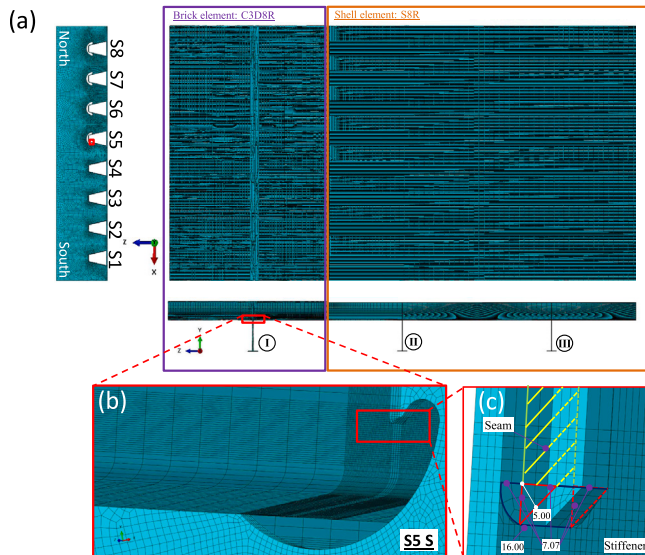 (a)
Brick element: C3D8R
Shell element: S8R
North
S8
S7
S6
S5
S4
S3
S2
S1
South
Z
Y
X
Y
Z
X
I
II
III
(b)
S5 S
(c)
Seam
5.00
16.00
7.07
Stiffener